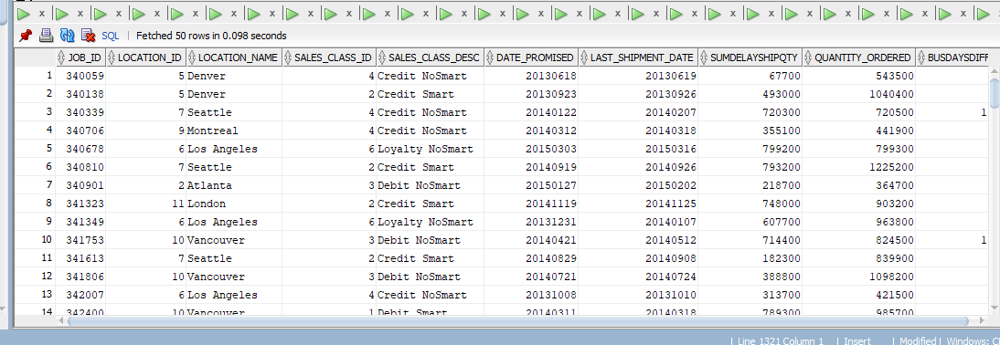 x x x x x x x x x x x x x x x x x x x x x x x x x
SQL | Fetched 50 rows in 0.098 seconds
JOB_ID LOCATION_ID LOCATION_NAME SALES_CLASS_ID SALES_CLASS_DESC DATE_PROMISED LAST_SHIPMENT_DATE SUMDELAYSHIPQTY QUANTITY_ORDERED BUSDAYSDIFF
1 340059 5 Denver 4 Credit NoSmart 20130618 20130619 67700 543500
2 340138 5 Denver 2 Credit Smart 20130923 20130926 493000 1040400
3 340339 7 Seattle 4 Credit NoSmart 20140122 20140207 720300 720500 1
4 340706 9 Montreal 4 Credit NoSmart 20140312 20140318 355100 441900
5 340678 6 Los Angeles 6 Loyalty NoSmart 20150303 20150316 799200 799300
6 340810 7 Seattle 2 Credit Smart 20140919 20140926 793200 1225200
7 340901 2 Atlanta 3 Debit NoSmart 20150127 20150202 218700 364700
8 341323 11 London 2 Credit Smart 20141119 20141125 748000 903200
9 341349 6 Los Angeles 6 Loyalty NoSmart 20131231 20140107 607700 963800
10 341753 10 Vancouver 3 Debit NoSmart 20140421 20140512 714400 824500 1
11 341613 7 Seattle 2 Credit Smart 20140829 20140908 182300 839900
12 341806 10 Vancouver 3 Debit NoSmart 20140721 20140724 388800 1098200
13 342007 6 Los Angeles 4 Credit NoSmart 20131008 20131010 313700 421500
14 342400 10 Vancouver 1 Debit Smart 20140311 20140318 789300 985700
| Line 1321 Column 1 | Insert | Modified | Windows: